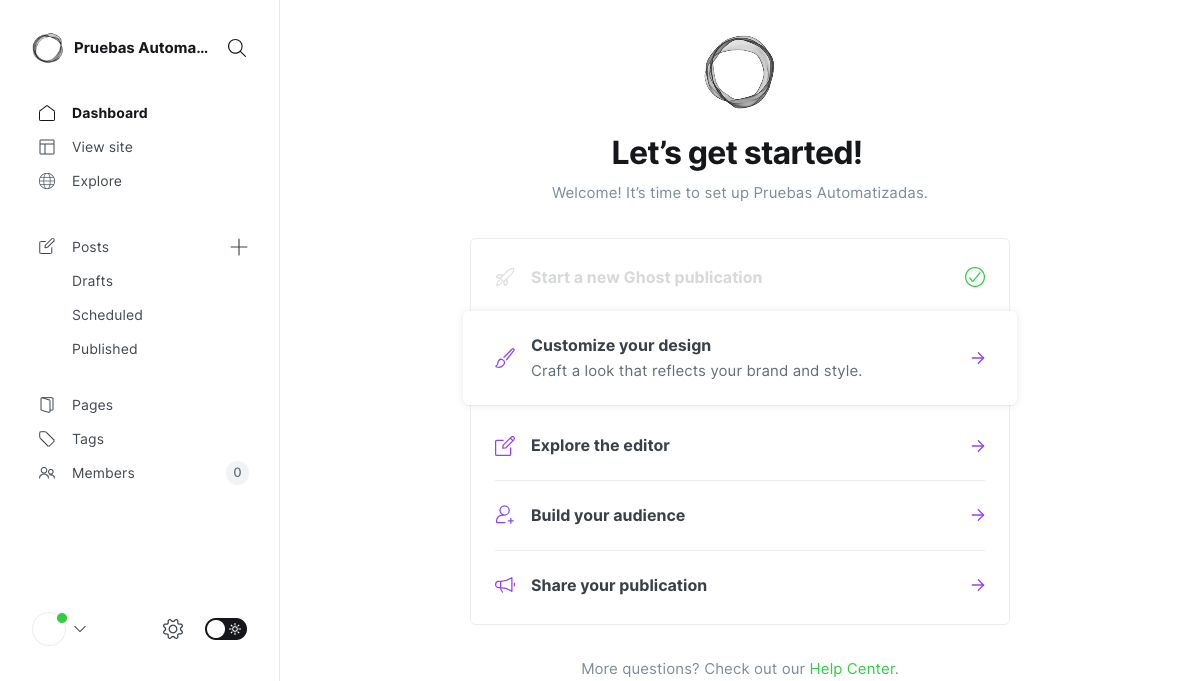 Pruebas Automa...
Dashboard
View site
Explore
Posts
Drafts
Scheduled
Published
Pages
Tags
Members
0
Let's get started!
Welcome! It's time to set up Pruebas Automatizadas.
Start a new Ghost publication
Customize your design
Craft a look that reflects your brand and style.
Explore the editor
Build your audience
Share your publication
More questions? Check out our Help Center.